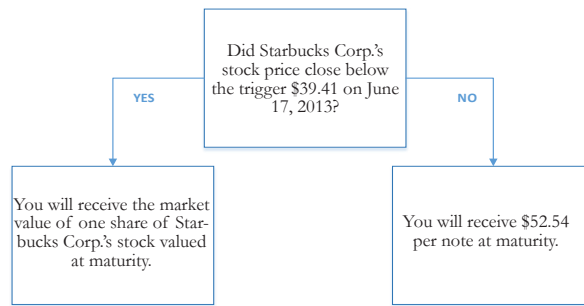 Did Starbucks Corp.'s
stock price close below
the trigger $39.41 on June
17, 2013?
YES
NO
You will receive the market
value of one share of Star-
bucks Corp.'s stock valued
at maturity.
You will receive $52.54
per note at maturity.